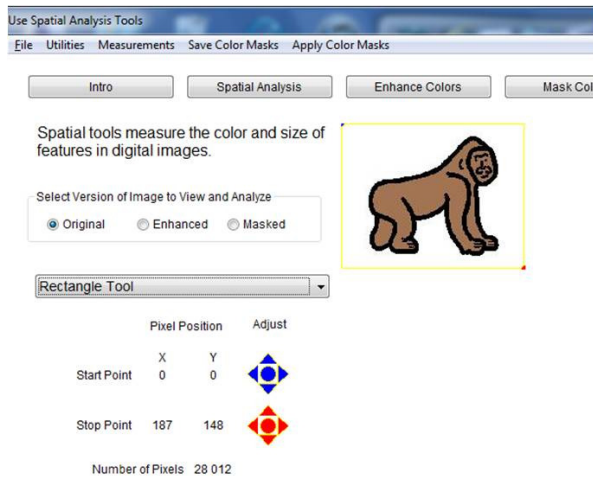 Use Spatial Analysis Tools
File Utilities Measurements Save Color Masks Apply Color Masks
Intro Spatial Analysis Enhance Colors Mask Col
Spatial tools measure the color and size of
features in digital images.
Select Version of Image to View and Analyze
Original Enhanced Masked
Rectangle Tool
Pixel Position Adjust
X Y
Start Point 0 0
Stop Point 187 148
Number of Pixels 28 012